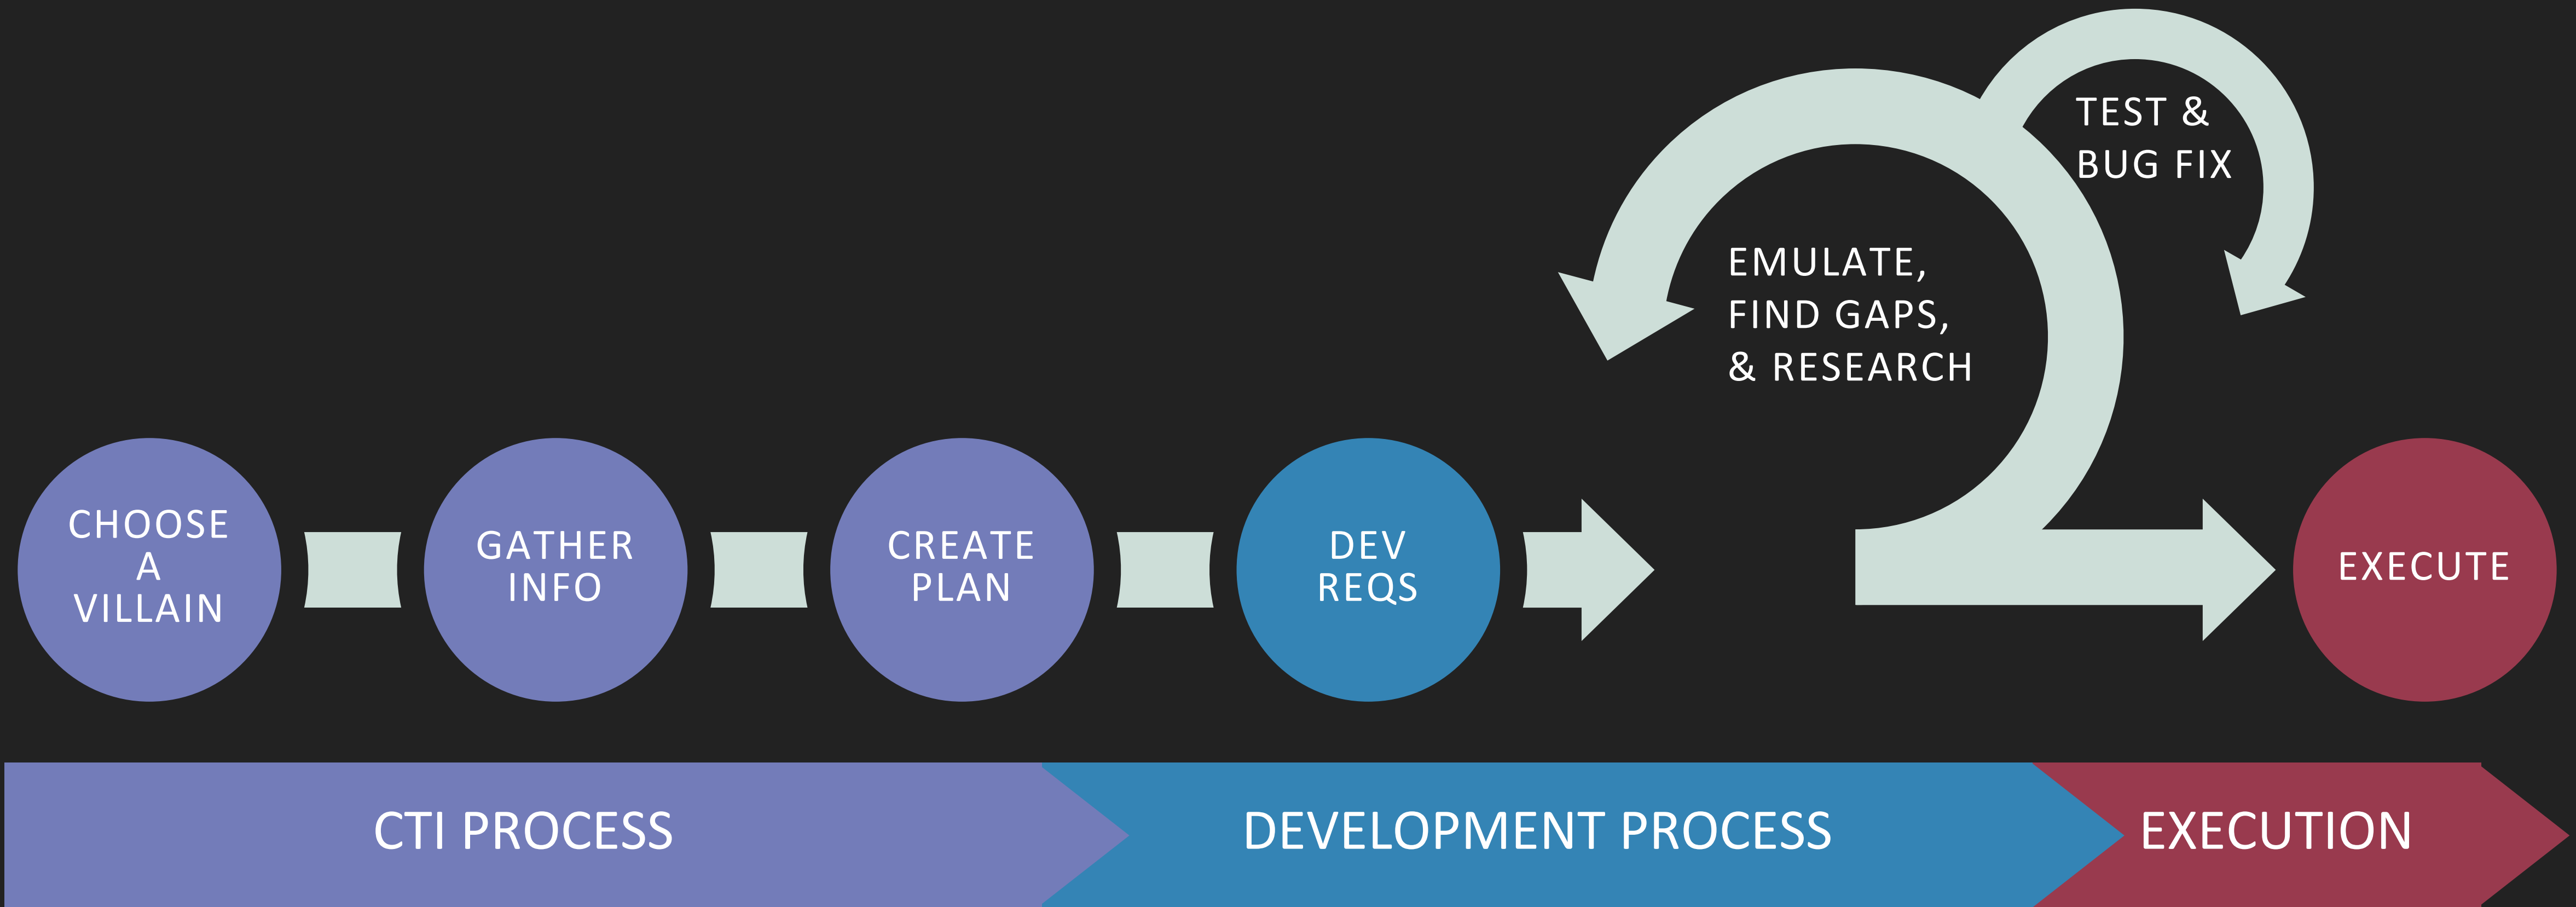 TEST &
BUG FIX
EMULATE,
FIND GAPS,
& RESEARCH
CHOOSE
A
VILLAIN
GATHER
INFO
CREATE
PLAN
DEV
REQS
EXECUTE
CTI PROCESS
DEVELOPMENT PROCESS
EXECUTION